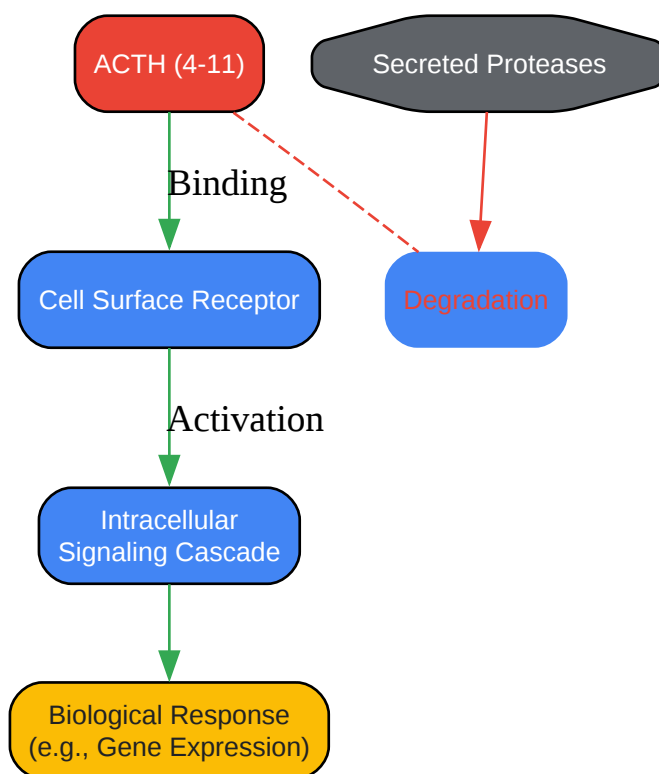 ACTH (4-11)
Secreted Proteases
Binding
Cell Surface Receptor
Degradation
Activation
Intracellular
Signaling Cascade
Biological Response
(e.g., Gene Expression)